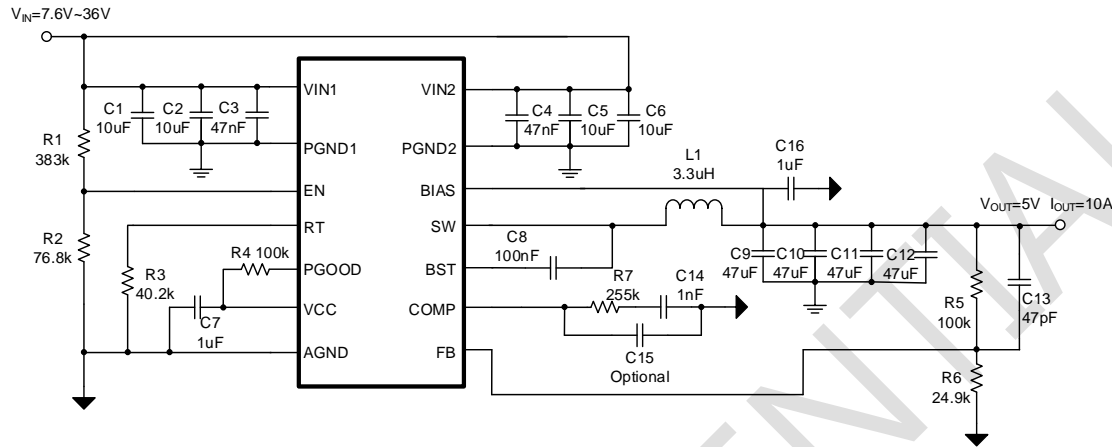 VIN=7.6V~36V
VIN1
VIN2
C1
10uF
C2
10uF
C3
47nF
C4
47nF
C5
10uF
C6
10uF
R1
383k
PGND1
PGND2
L1
3.3uH
C16
1uF
EN
BIAS
VOUT=5V IOUT=10A
R2
76.8k
RT
SW
R3
40.2k
R4 100k
PGOOD
C8
100nF
BST
C9
47uF
C10
47uF
C11
47uF
C12
47uF
R7
255k
C14
1nF
R5
100k
C13
47pF
C7
1uF
VCC
COMP
AGND
FB
C15
Optional
R6
24.9k